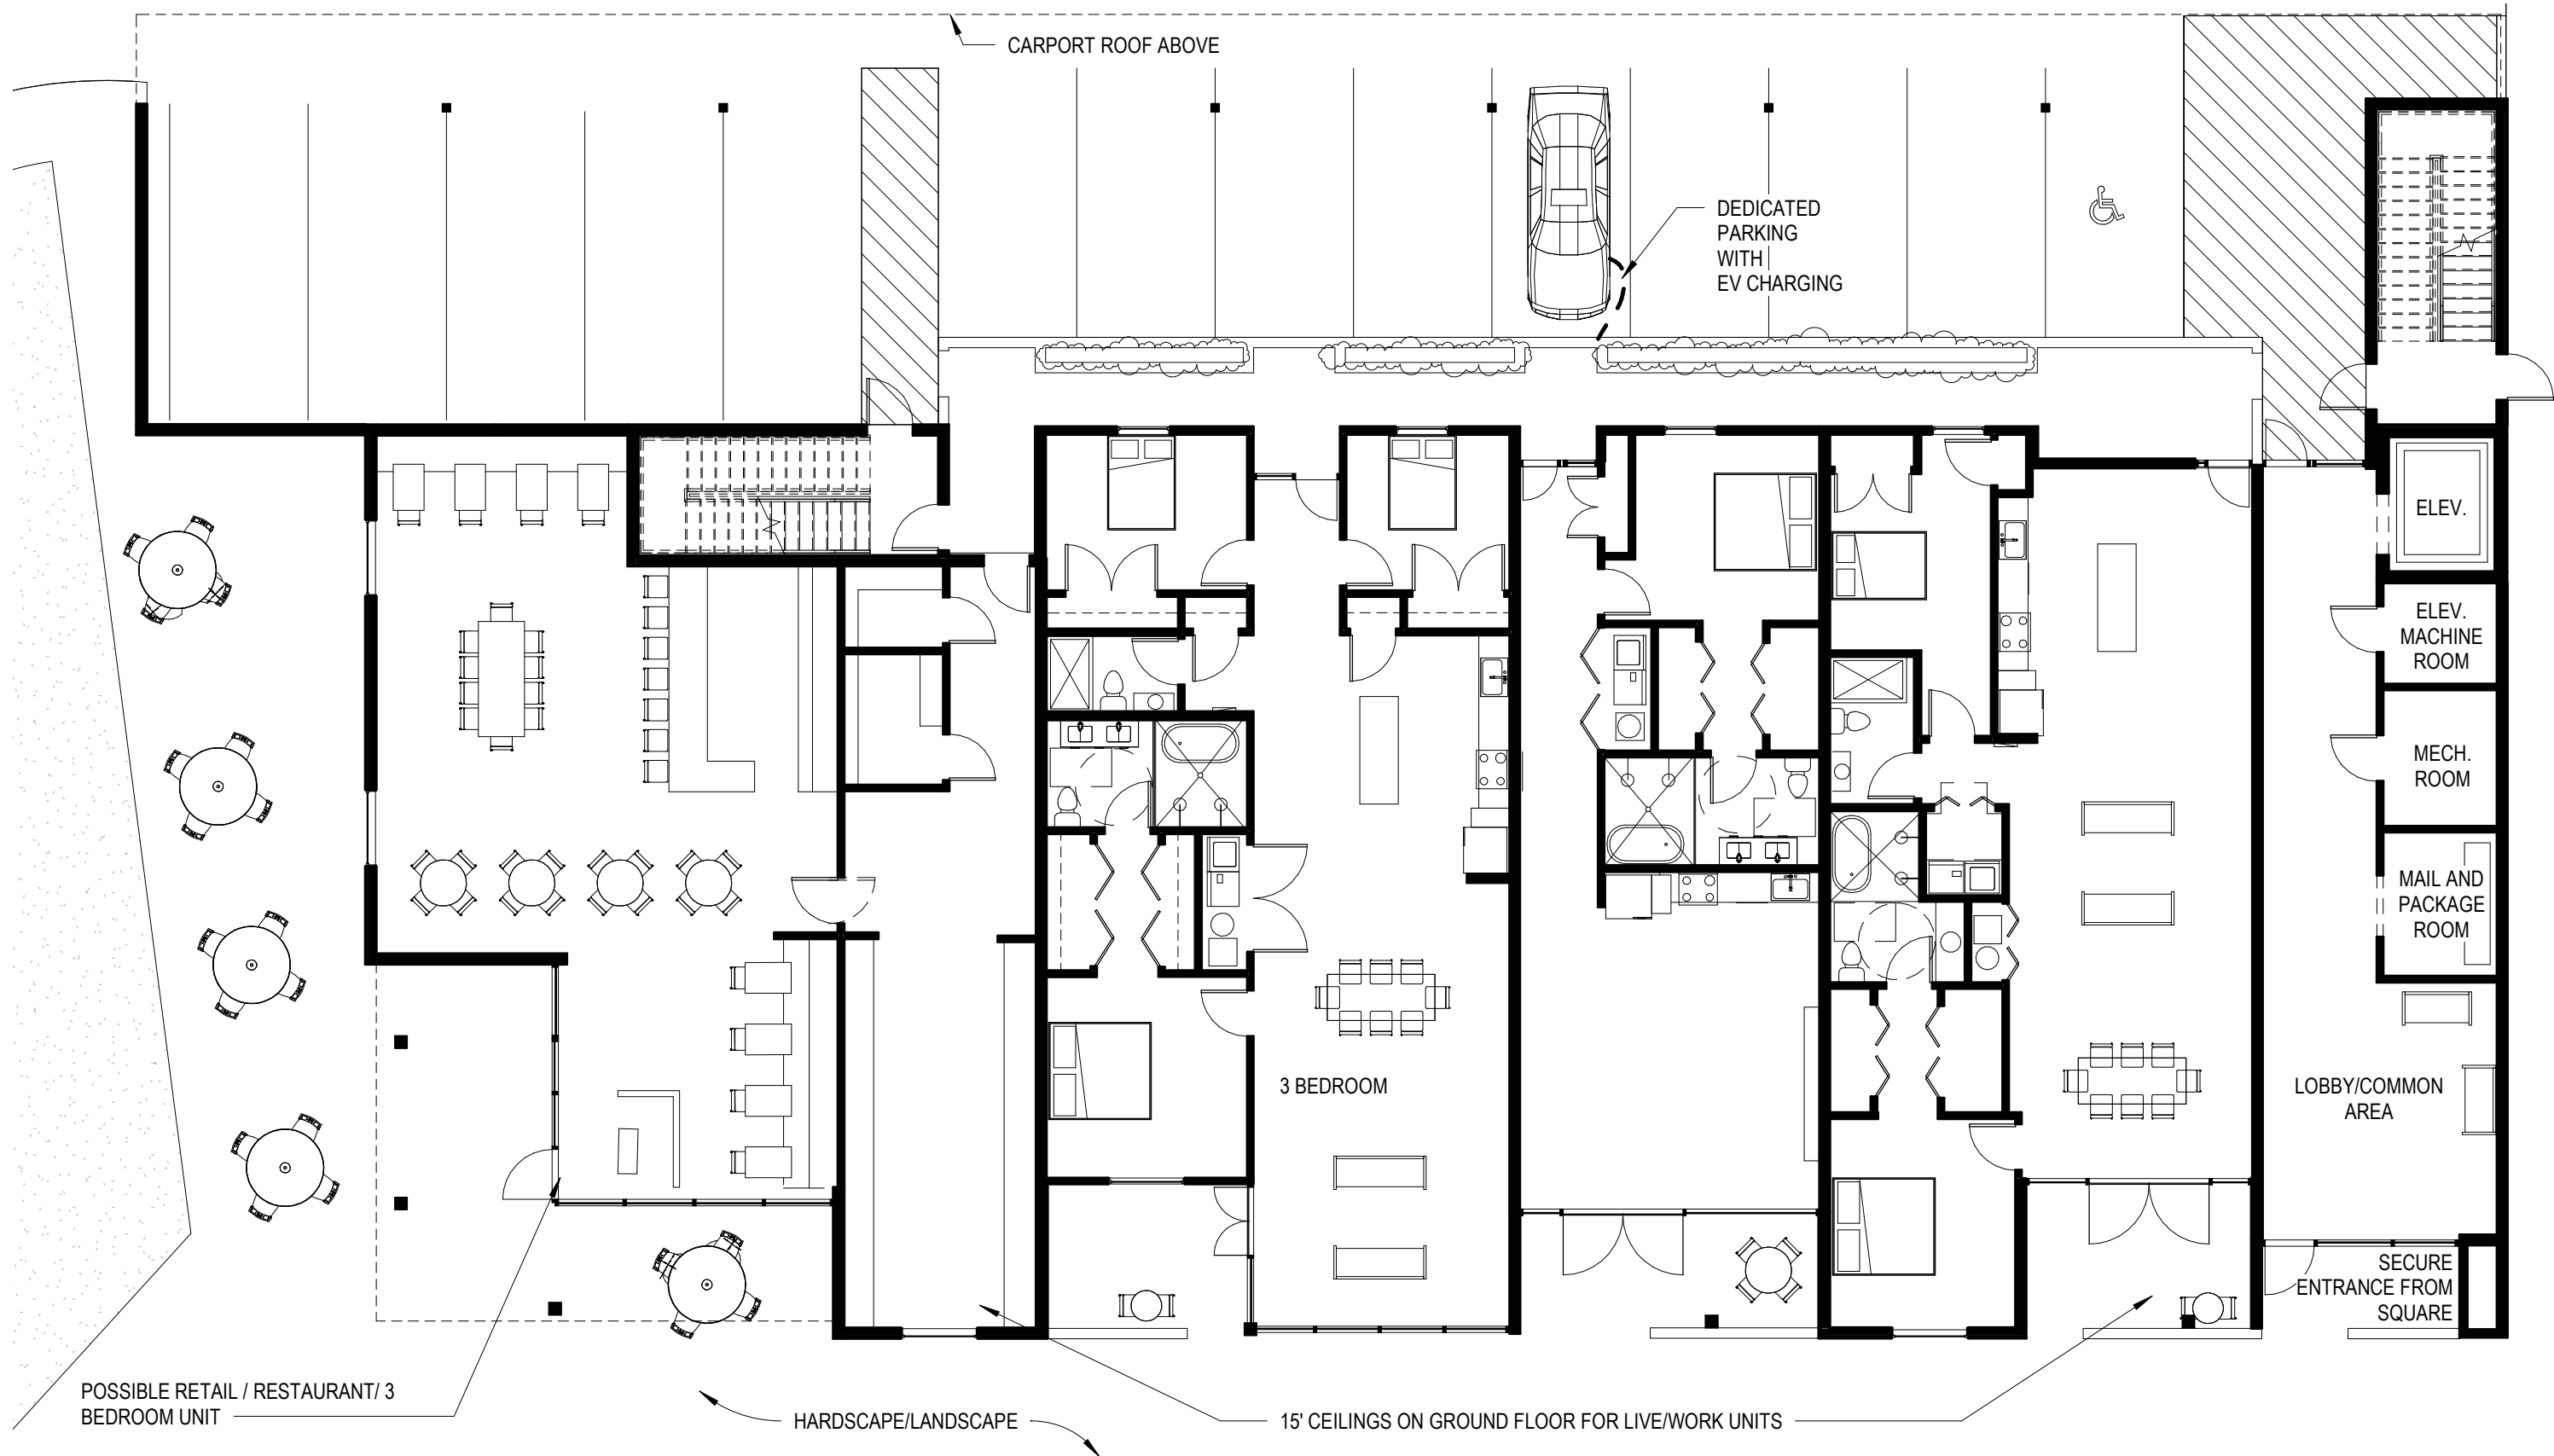 CARPORT ROOF ABOVE
DEDICATED
PARKING
WITH
EV CHARGING
ELEV.
ELEV.
MACHINE
ROOM
MECH.
ROOM
MAIL AND
PACKAGE
ROOM
3 BEDROOM
LOBBY/COMMON
AREA
SECURE
ENTRANCE FROM
SQUARE
POSSIBLE RETAIL / RESTAURANT/ 3
BEDROOM UNIT
HARDSCAPE/LANDSCAPE
15' CEILINGS ON GROUND FLOOR FOR LIVE/WORK UNITS